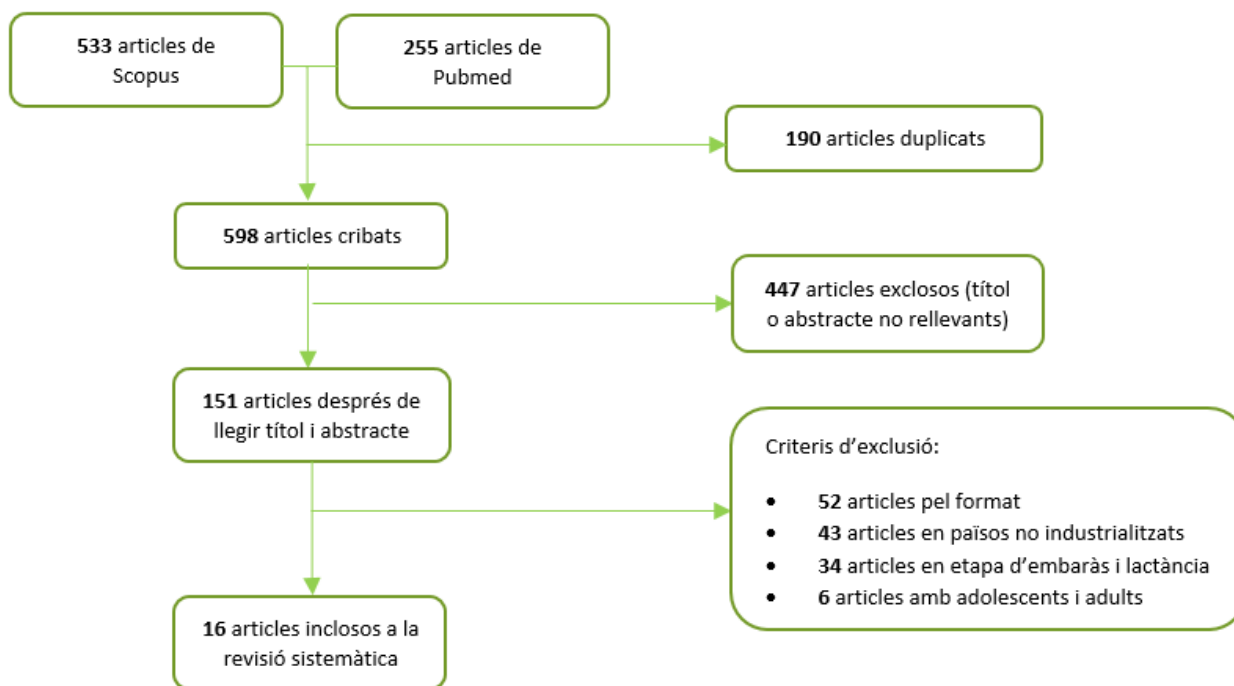 533 articles de
Scopus
255 articles de
Pubmed
190 articles duplicats
598 articles cribats
447 articles exclosos (títol
o abstracte no rellevants)
151 articles després de
llegir títol i abstracte
Criteris d’exclusió:
• 52 articles pel format
• 43 articles en països no industrialitzats
• 34 articles en etapa d’embaràs i lactància
• 6 articles amb adolescents i adults
16 articles inclosos a la
revisió sistemàtica